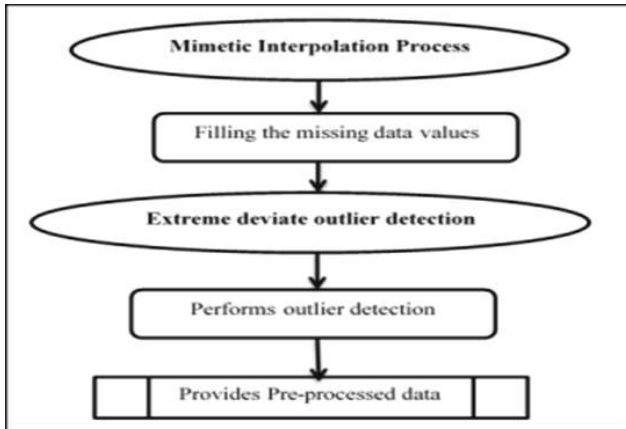 Mimetic Interpolation Process
Filling the missing data values
Extreme deviate outlier detection
Performs outlier detection
Provides Pre-processed data